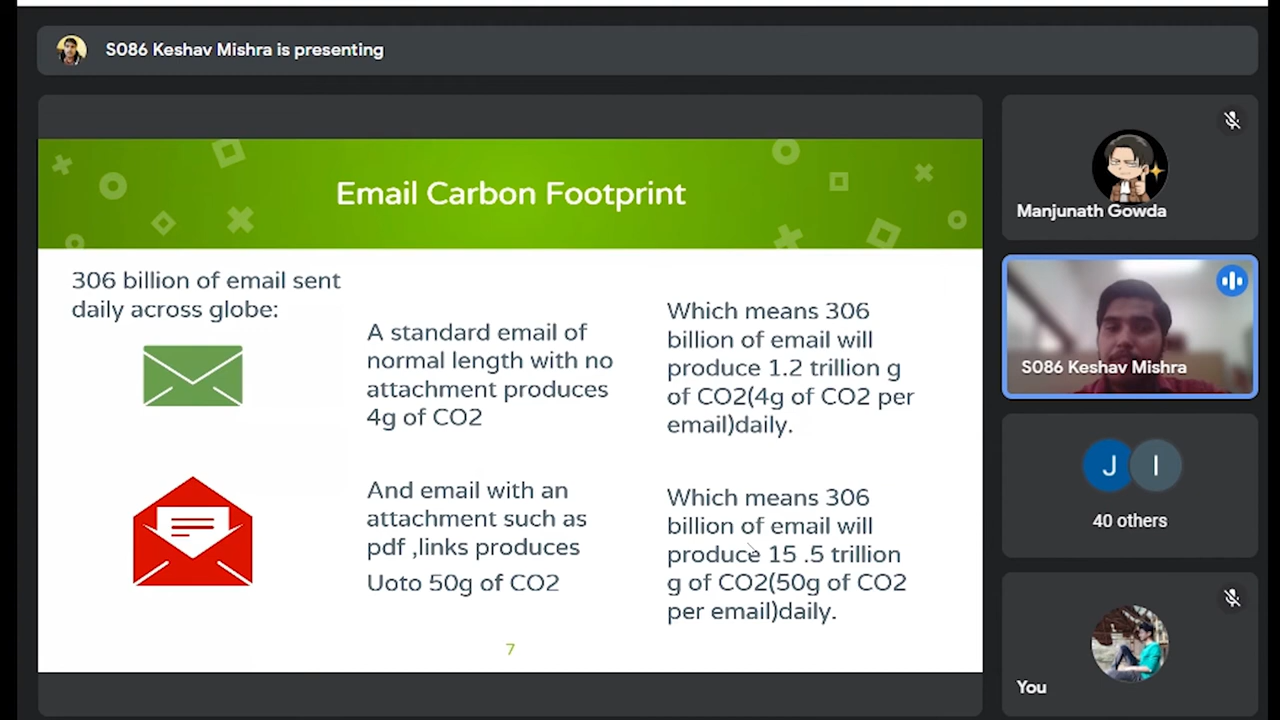 S086 Keshav Mishra is presenting
Email Carbon Footprint
306 billion of email sent
daily across globe:
A standard email of
normal length with no
attachment produces
4g of CO2
Which means 306
billion of email will
produce 1.2 trillion g
of CO2(4g of CO2 per
email)daily.
And email with an
attachment such as
pdf ,links produces
Uoto 50g of CO2
Which means 306
billion of email will
produce 15 .5 trillion
g of CO2(50g of CO2
per email)daily.
7
Manjunath Gowda
S086 Keshav Mishra
J
I
40 others
You